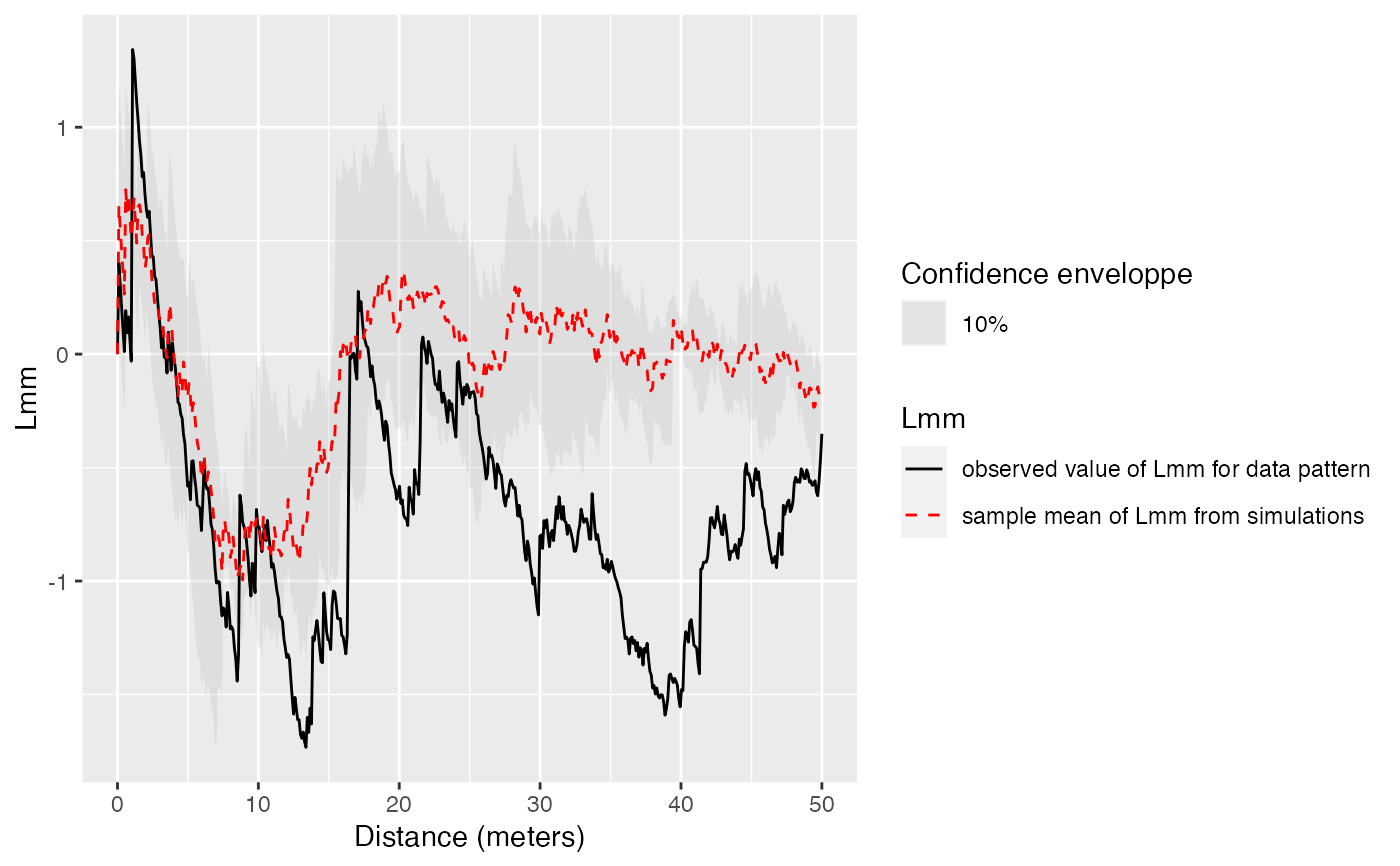 1
0
-1
Lmm
0 10 20 30 40 50
Distance (meters)
Confidence enveloppe
10%
Lmm
observed value of Lmm for data pattern
sample mean of Lmm from simulations